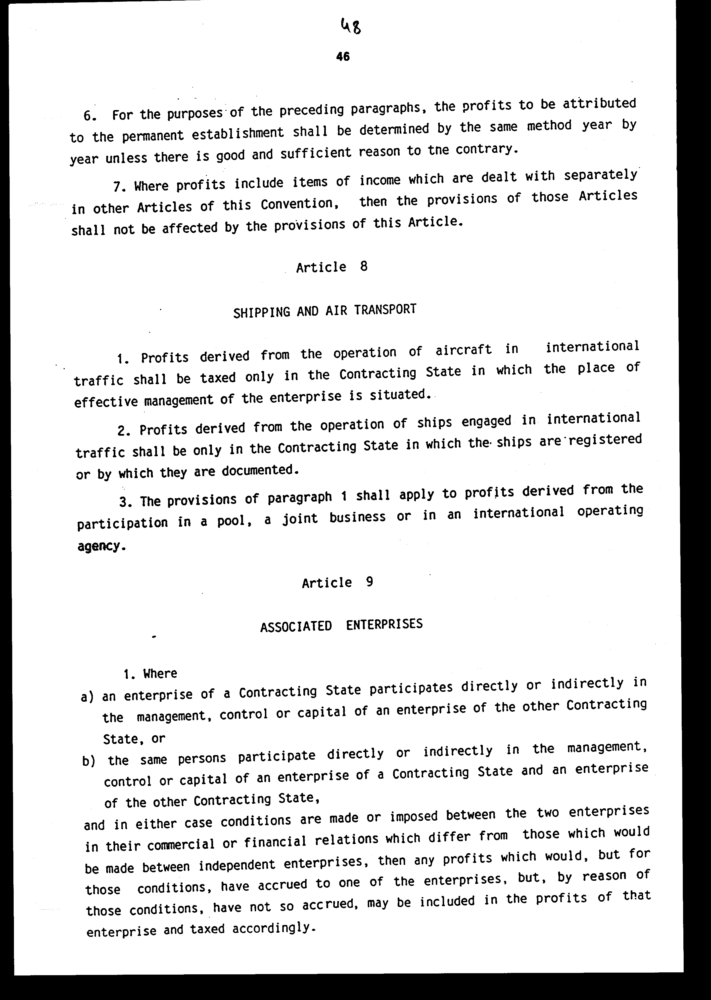 48
46
6. For the purposes of the preceding paragraphs, the profits to be attributed
to the permanent establishment shall be determined by the same method year by
year unless there is good and sufficient reason to tne contrary.
7. Where profits include items of income which are dealt with separately
in other Articles of this Convention, then the provisions of those Articles
shall not be affected by the provisions of this Article.
Article 8
SHIPPING AND AIR TRANSPORT
1. Profits derived from the operation of aircraft in international
traffic shall be taxed only in the Contracting State in which the place of
effective management of the enterprise is situated.
2. Profits derived from the operation of ships engaged in international
traffic shall be only in the Contracting State in which the ships are registered
or by which they are documented.
3. The provisions of paragraph 1 shall apply to profits derived from the
participation in a pool, a joint business or in an international operating
agency.
Article 9
ASSOCIATED ENTERPRISES
1. Where
a) an enterprise of a Contracting State participates directly or indirectly in
the management, control or capital of an enterprise of the other Contracting
State, or
b) the same persons participate directly or indirectly in the management,
control or capital of an enterprise of a Contracting State and an enterprise
of the other Contracting State,
and in either case conditions are made or imposed between the two enterprises
in their commercial or financial relations which differ from those which would
be made between independent enterprises, then any profits which would, but for
those conditions, have accrued to one of the enterprises, but, by reason of
those conditions, have not so accrued, may be included in the profits of that
enterprise and taxed accordingly.